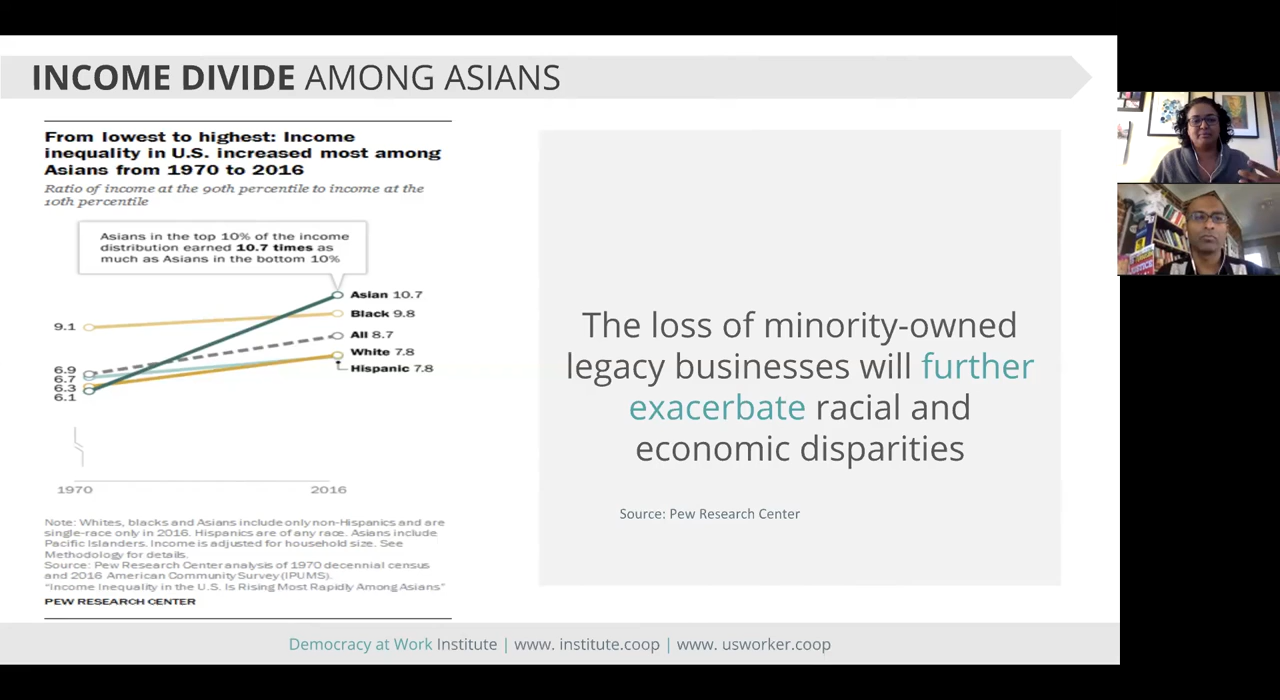 INCOME DIVIDE AMONG ASIANS
From lowest to highest: Income
inequality in U.S. increased most among
Asians from 1970 to 2016
Ratio of income at the 90th percentile to income at the
10th percentile
Asians in the top 10% of the income
distribution earned 10.7 times as
much as Asians in the bottom 10%
Asian 10.7
Black 9.8
9.1
All 8.7
White 7.8
Hispanic 7.8
6.9
6.7
6.3
6.1
1970
2016
Note: Whites, blacks and Asians include only non-Hispanics and are
single-race only in 2016. Hispanics are of any race. Asians include
Pacific Islanders. Income is adjusted for household size. See
Methodology for details.
Source: Pew Research Center analysis of 1970 decennial census
and 2016 American Community Survey (IPUMS).
"Income Inequality in the U.S. Is Rising Most Rapidly Among Asians"
PEW RESEARCH CENTER
The loss of minority-owned
legacy businesses will further
exacerbate racial and
economic disparities
Source: Pew Research Center
Democracy at Work Institute | www. institute.coop | www. usworker.coop